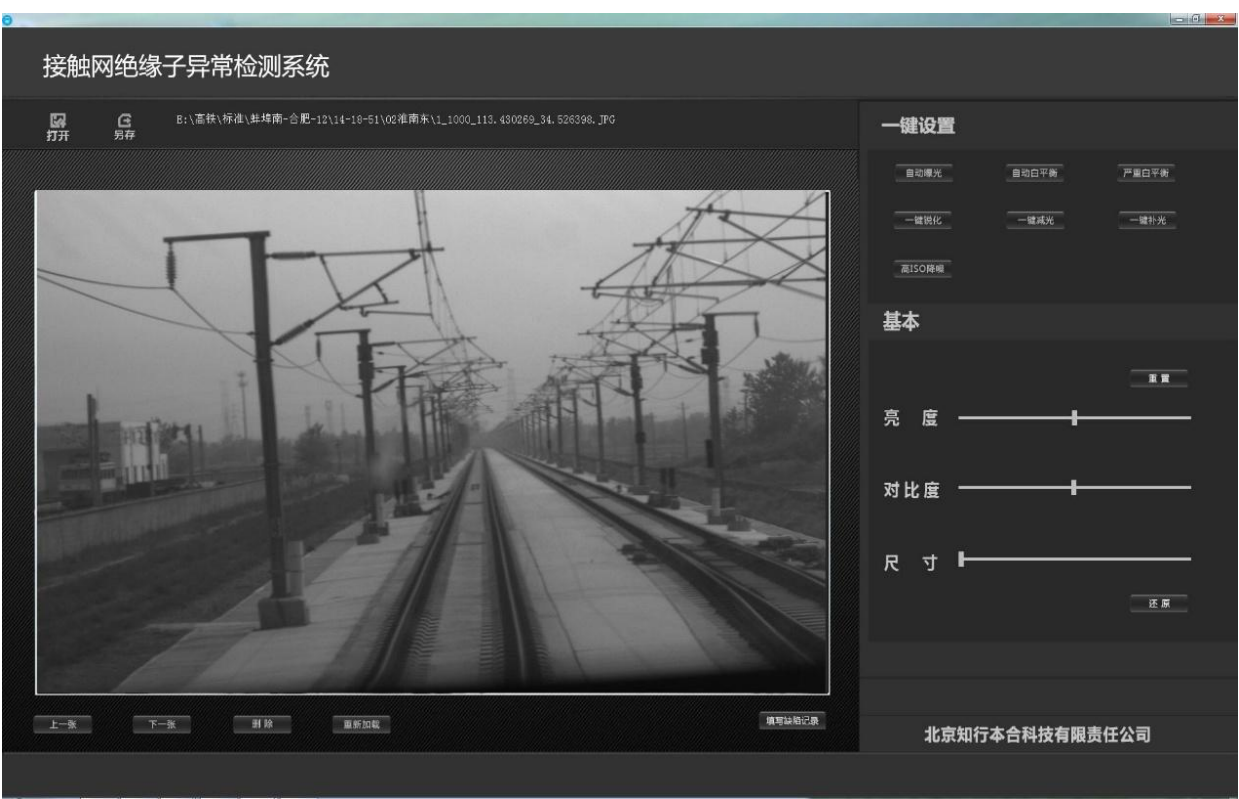 接触网绝缘子异常检测系统
打开
另存
B:\高铁\标准\蚌埠南-合肥-12\14-18-51\02淮南东\1_1000_113.430269_34.526398.JPG
一键设置
自动曝光 自动白平衡 严重白平衡
一键锐化 一键减光 一键补光
高ISO降噪
基本
重置
亮 度
对比度
尺 寸
还原
上一张 下一张 删除 重新加载 填写缺陷记录
北京知行本合科技有限责任公司